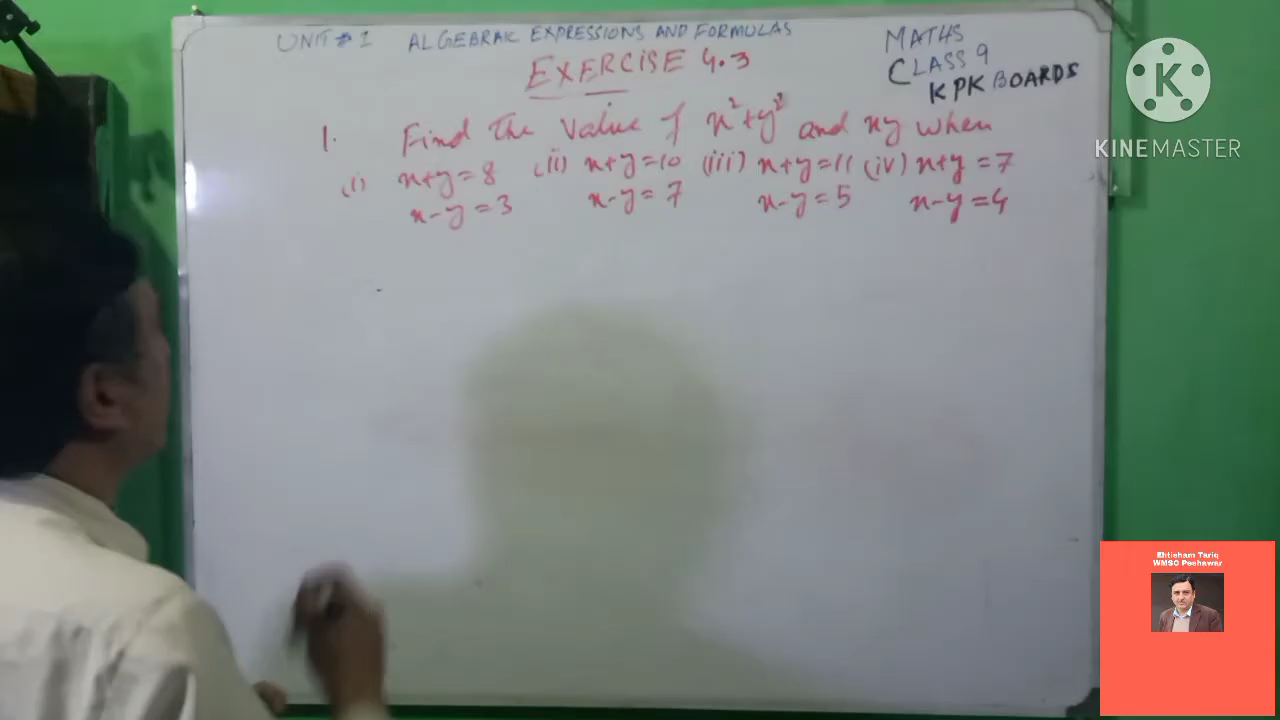 UNIT # 1 ALGEBRAIC EXPRESSIONS AND FORMULAS
MATHS
CLASS 9
KPK BOARDS
EXERCISE 4.3
1. Find the value of x²+y² and xy when
(i) x+y=8 (ii) x+y=10 (iii) x+y=11 (iv) x+y=7
x-y=3 x-y=7 x-y=5 x-y=4
K
KINEMASTER
Ehtisham Tariq
WMSO Peshawar